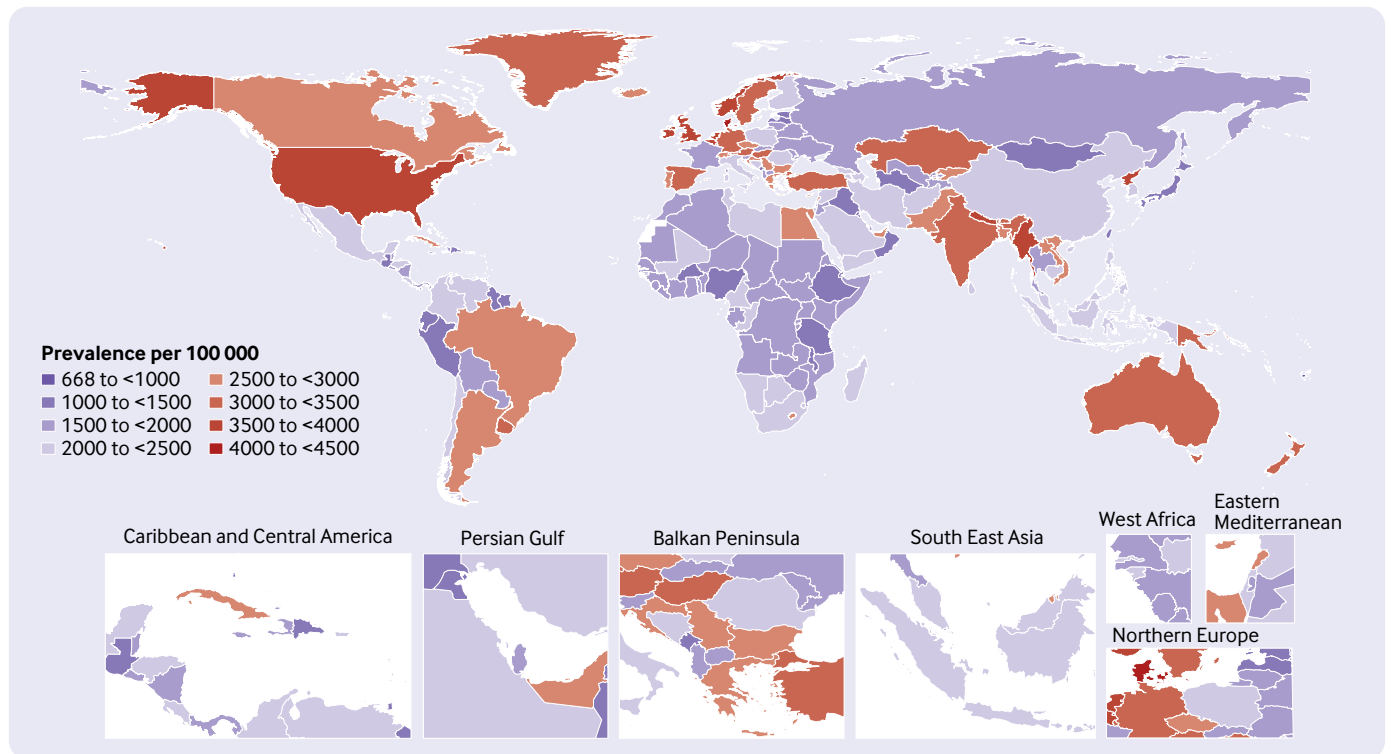 Prevalence per 100 000
668 to <1000
1000 to <1500
1500 to <2000
2000 to <2500
2500 to <3000
3000 to <3500
3500 to <4000
4000 to <4500
Caribbean and Central America
Persian Gulf
Balkan Peninsula
South East Asia
West Africa
Eastern
Mediterranean
Northern Europe